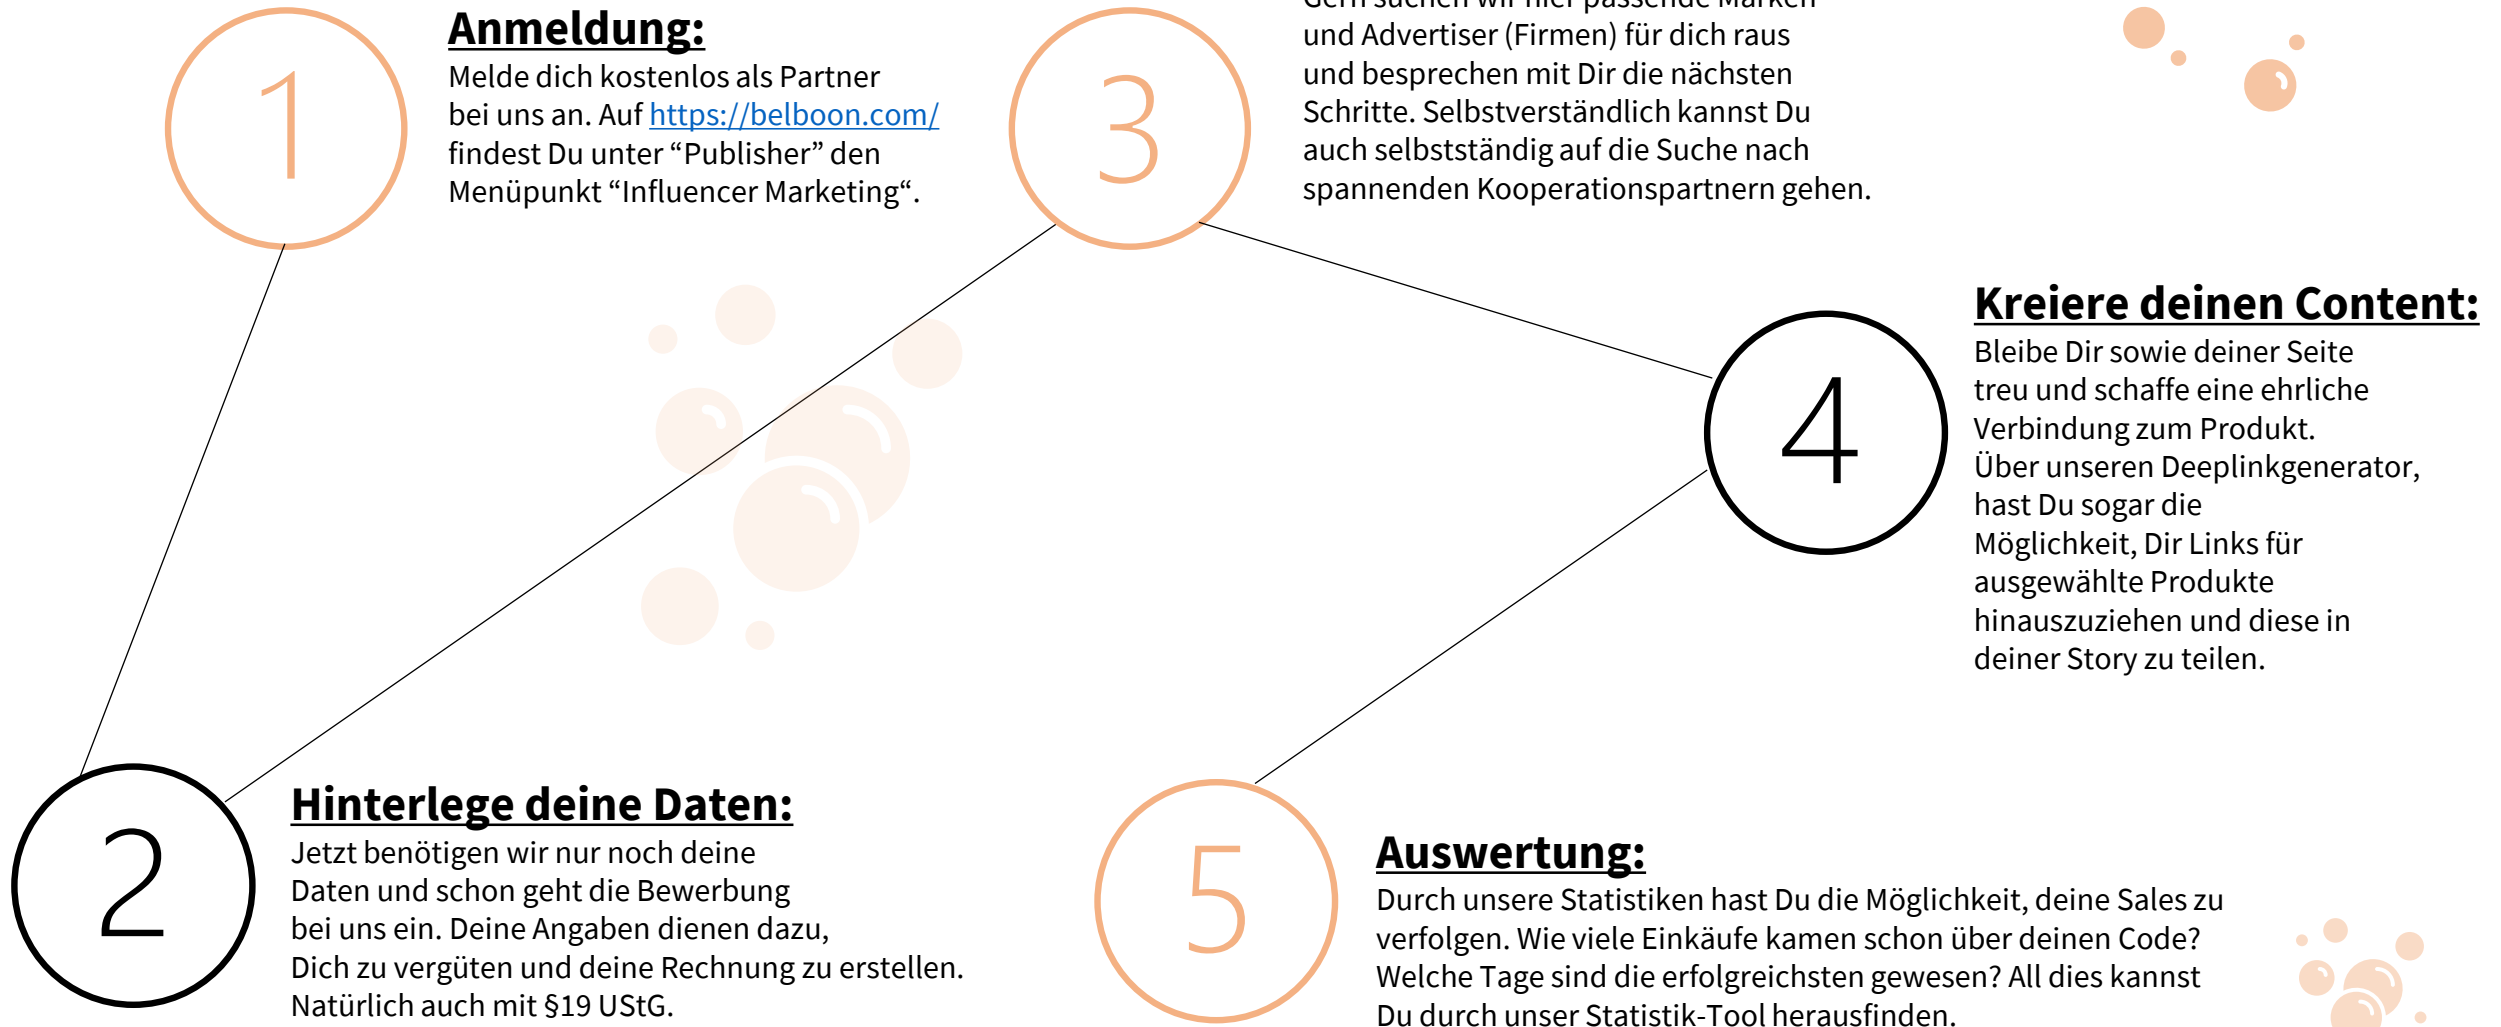 1
Anmeldung:
Melde dich kostenlos als Partner
bei uns an. Auf https://belboon.com/
findest Du unter “Publisher” den
Menüpunkt “Influencer Marketing“.
2
Hinterlege deine Daten:
Jetzt benötigen wir nur noch deine
Daten und schon geht die Bewerbung
bei uns ein. Deine Angaben dienen dazu,
Dich zu vergüten und deine Rechnung zu erstellen.
Natürlich auch mit §19 UStG.
3
Gern suchen wir hier passende Marken
und Advertiser (Firmen) für dich raus
und besprechen mit Dir die nächsten
Schritte. Selbstverständlich kannst Du
auch selbstständig auf die Suche nach
spannenden Kooperationspartnern gehen.
4
Kreiere deinen Content:
Bleibe Dir sowie deiner Seite
treu und schaffe eine ehrliche
Verbindung zum Produkt.
Über unseren Deeplinkgenerator,
hast Du sogar die
Möglichkeit, Dir Links für
ausgewählte Produkte
hinauszuziehen und diese in
deiner Story zu teilen.
5
Auswertung:
Durch unsere Statistiken hast Du die Möglichkeit, deine Sales zu
verfolgen. Wie viele Einkäufe kamen schon über deinen Code?
Welche Tage sind die erfolgreichsten gewesen? All dies kannst
Du durch unser Statistik-Tool herausfinden.